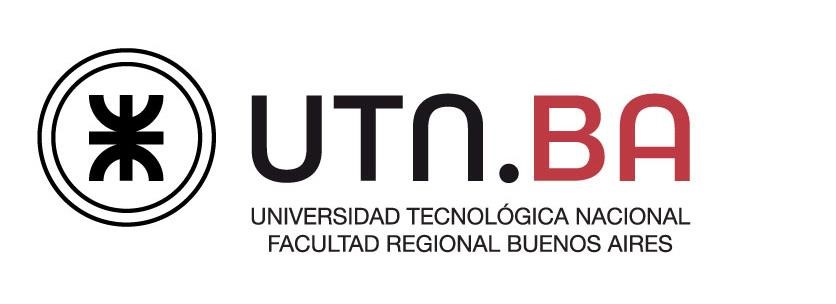 UTN.BA
UNIVERSIDAD TECNOLÓGICA NACIONAL
FACULTAD REGIONAL BUENOS AIRES